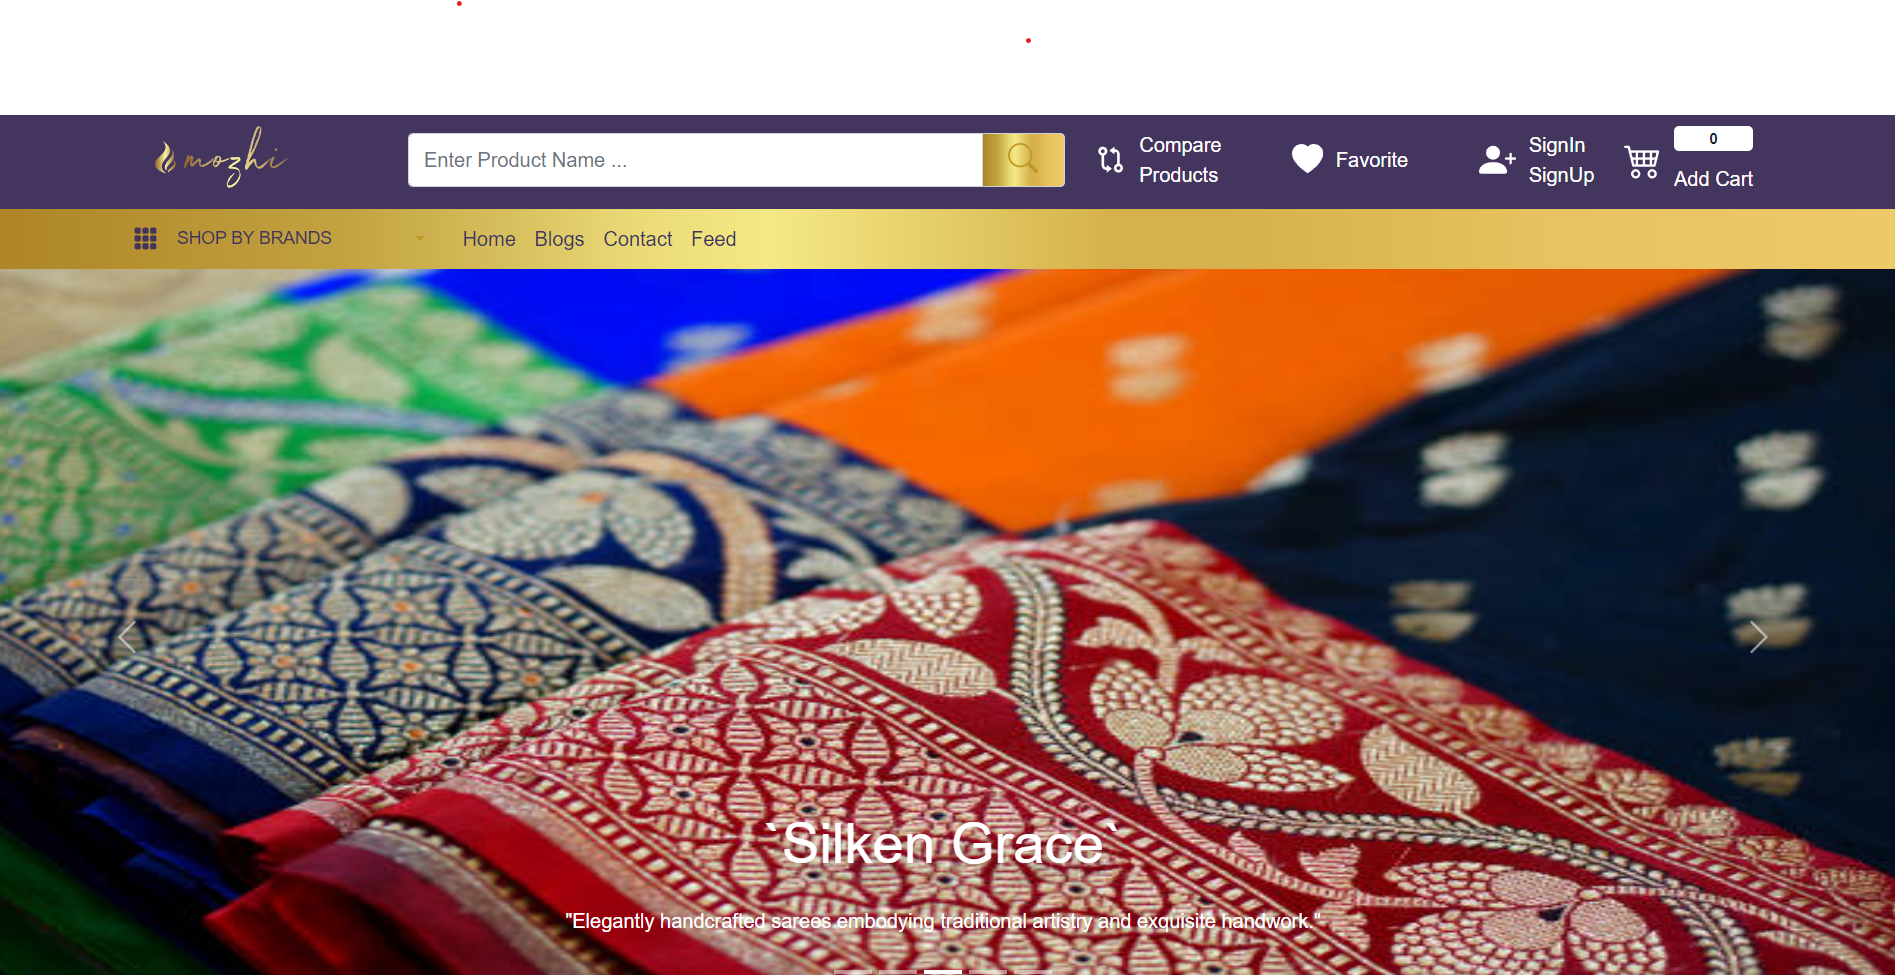 mozhi
Enter Product Name ...
Compare
Products
Favorite
SignIn
SignUp
0
Add Cart
SHOP BY BRANDS
Home Blogs Contact Feed
`Silken Grace`
"Elegantly handcrafted sarees embodying traditional artistry and exquisite handwork."